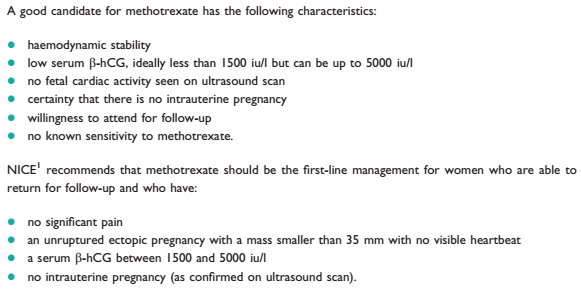 A good candidate for methotrexate has the following characteristics:
● haemodynamic stability
● low serum β-hCG, ideally less than 1500 iu/l but can be up to 5000 iu/l
● no fetal cardiac activity seen on ultrasound scan
● certainty that there is no intrauterine pregnancy
● willingness to attend for follow-up
● no known sensitivity to methotrexate.
NICE¹ recommends that methotrexate should be the first-line management for women who are able to
return for follow-up and who have:
● no significant pain
● an unruptured ectopic pregnancy with a mass smaller than 35 mm with no visible heartbeat
● a serum β-hCG between 1500 and 5000 iu/l
● no intrauterine pregnancy (as confirmed on ultrasound scan).